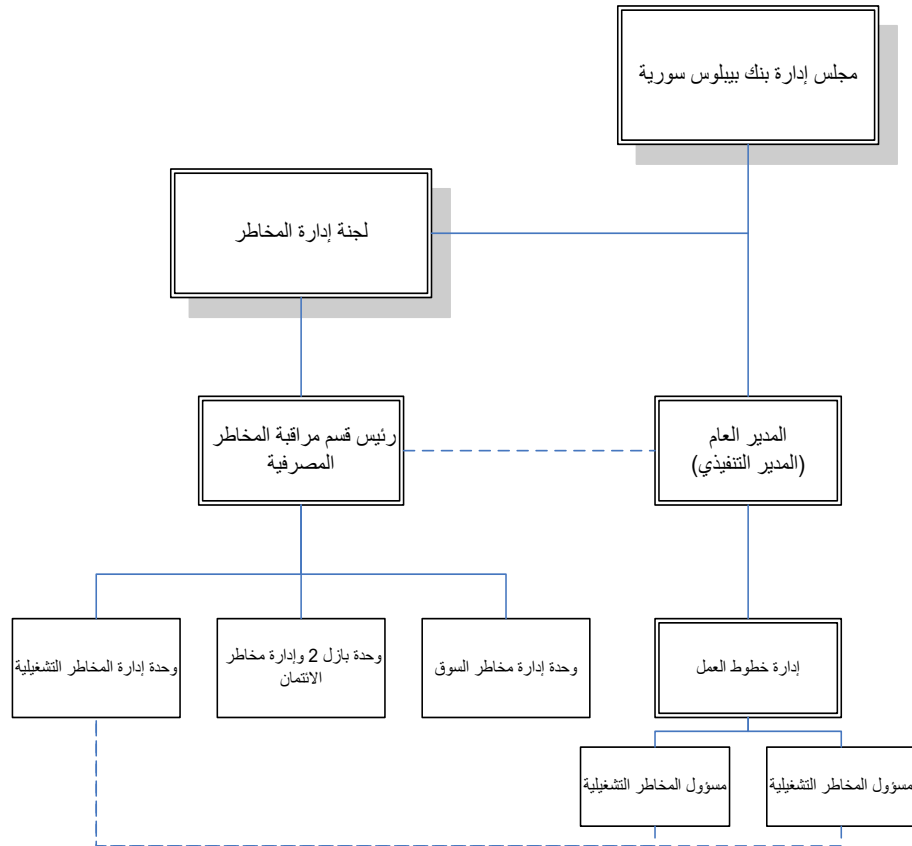 مجلس إدارة بنك بيبلوس سورية
لجنة إدارة المخاطر
المدير العام
(المدير التنفيذي)
رئيس قسم مراقبة المخاطر
المصرفية
إدارة خطوط العمل
وحدة إدارة مخاطر السوق
وحدة بازل 2 وإدارة مخاطر
الائتمان
وحدة إدارة المخاطر التشغيلية
مسؤول المخاطر التشغيلية
مسؤول المخاطر التشغيلية